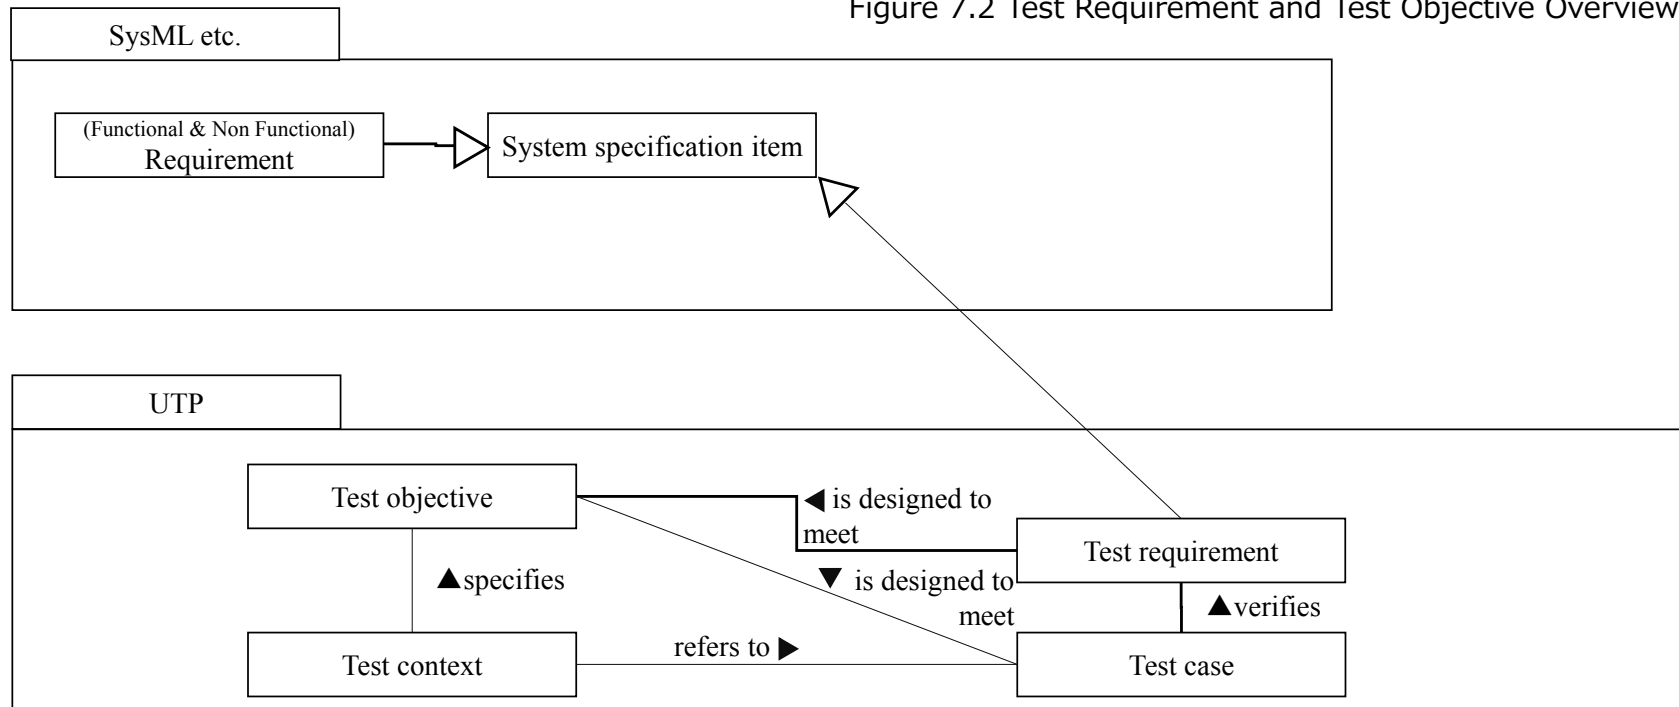 Figure 7.2 Test Requirement and Test Objective Overview
SysML etc.
(Functional & Non Functional)
Requirement
System specification item
UTP
Test objective
◀ is designed to
meet
Test requirement
▲specifies
▼ is designed to
meet
▲verifies
Test context
refers to ▶
Test case